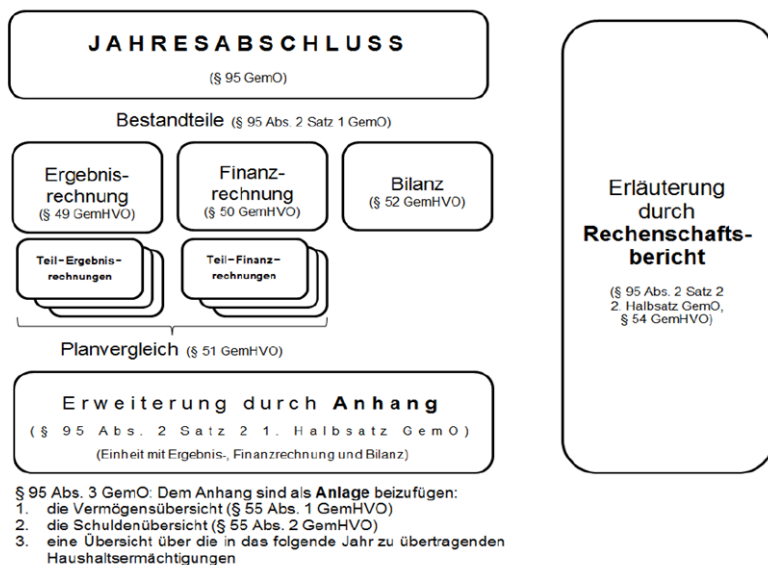 JAHRESABSCHLUSS
(§ 95 GemO)
Bestandteile (§ 95 Abs. 2 Satz 1 GemO)
Ergebnis-
rechnung
(§ 49 GemHVO)
Finanz-
rechnung
(§ 50 GemHVO)
Bilanz
(§ 52 GemHVO)
Teil-Ergebnis-
rechnungen
Teil-Finanz-
rechnungen
Planvergleich (§ 51 GemHVO)
Erweiterung durch Anhang
(§ 95 Abs. 2 Satz 2 1. Halbsatz GemO)
(Einheit mit Ergebnis-, Finanzrechnung und Bilanz)
§ 95 Abs. 3 GemO: Dem Anhang sind als Anlage beizufügen:
1. die Vermögensübersicht (§ 55 Abs. 1 GemHVO)
2. die Schuldenübersicht (§ 55 Abs. 2 GemHVO)
3. eine Übersicht über die in das folgende Jahr zu übertragenden
Haushaltsermächtigungen
Erläuterung
durch
Rechenschafts-
bericht
(§ 95 Abs. 2 Satz 2
2. Halbsatz GemO,
§ 54 GemHVO)